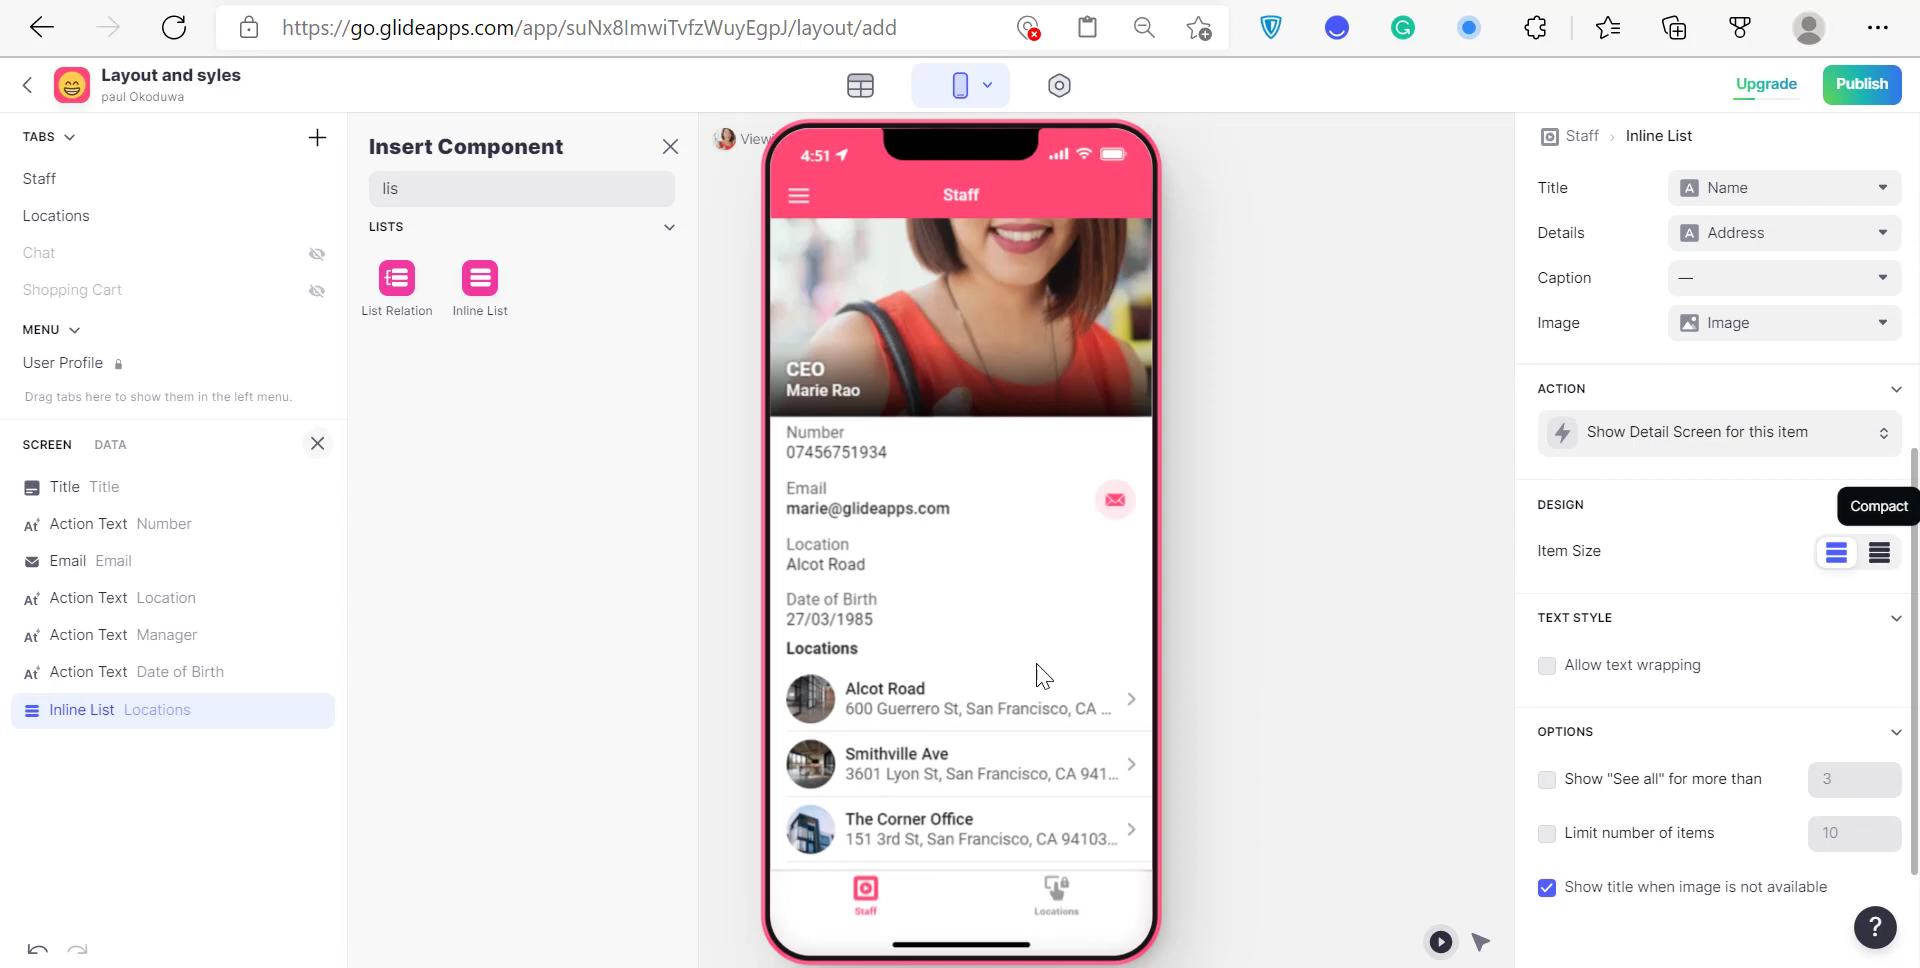 https://go.glideapps.com/app/suNx8ImwiTvfzWuyEgpJ/layout/add
Layout and syles
paul Okoduwa
Upgrade
Publish
TABS
Staff
Locations
Chat
Shopping Cart
MENU
User Profile
Drag tabs here to show them in the left menu.
SCREEN DATA
Title Title
Action Text Number
Email Email
Action Text Location
Action Text Manager
Action Text Date of Birth
Inline List Locations
Insert Component
lis
LISTS
List Relation
Inline List
4:51
Staff
CEO
Marie Rao
Number
07456751934
Email
marie@glideapps.com
Location
Alcot Road
Date of Birth
27/03/1985
Locations
Alcot Road
600 Guerrero St, San Francisco, CA ...
Smithville Ave
3601 Lyon St, San Francisco, CA 941...
The Corner Office
151 3rd St, San Francisco, CA 94103...
Staff
Locations
Staff › Inline List
Title A Name
Details A Address
Caption —
Image Image
ACTION
Show Detail Screen for this item
DESIGN
Compact
Item Size
TEXT STYLE
Allow text wrapping
OPTIONS
Show "See all" for more than 3
Limit number of items 10
Show title when image is not available
?